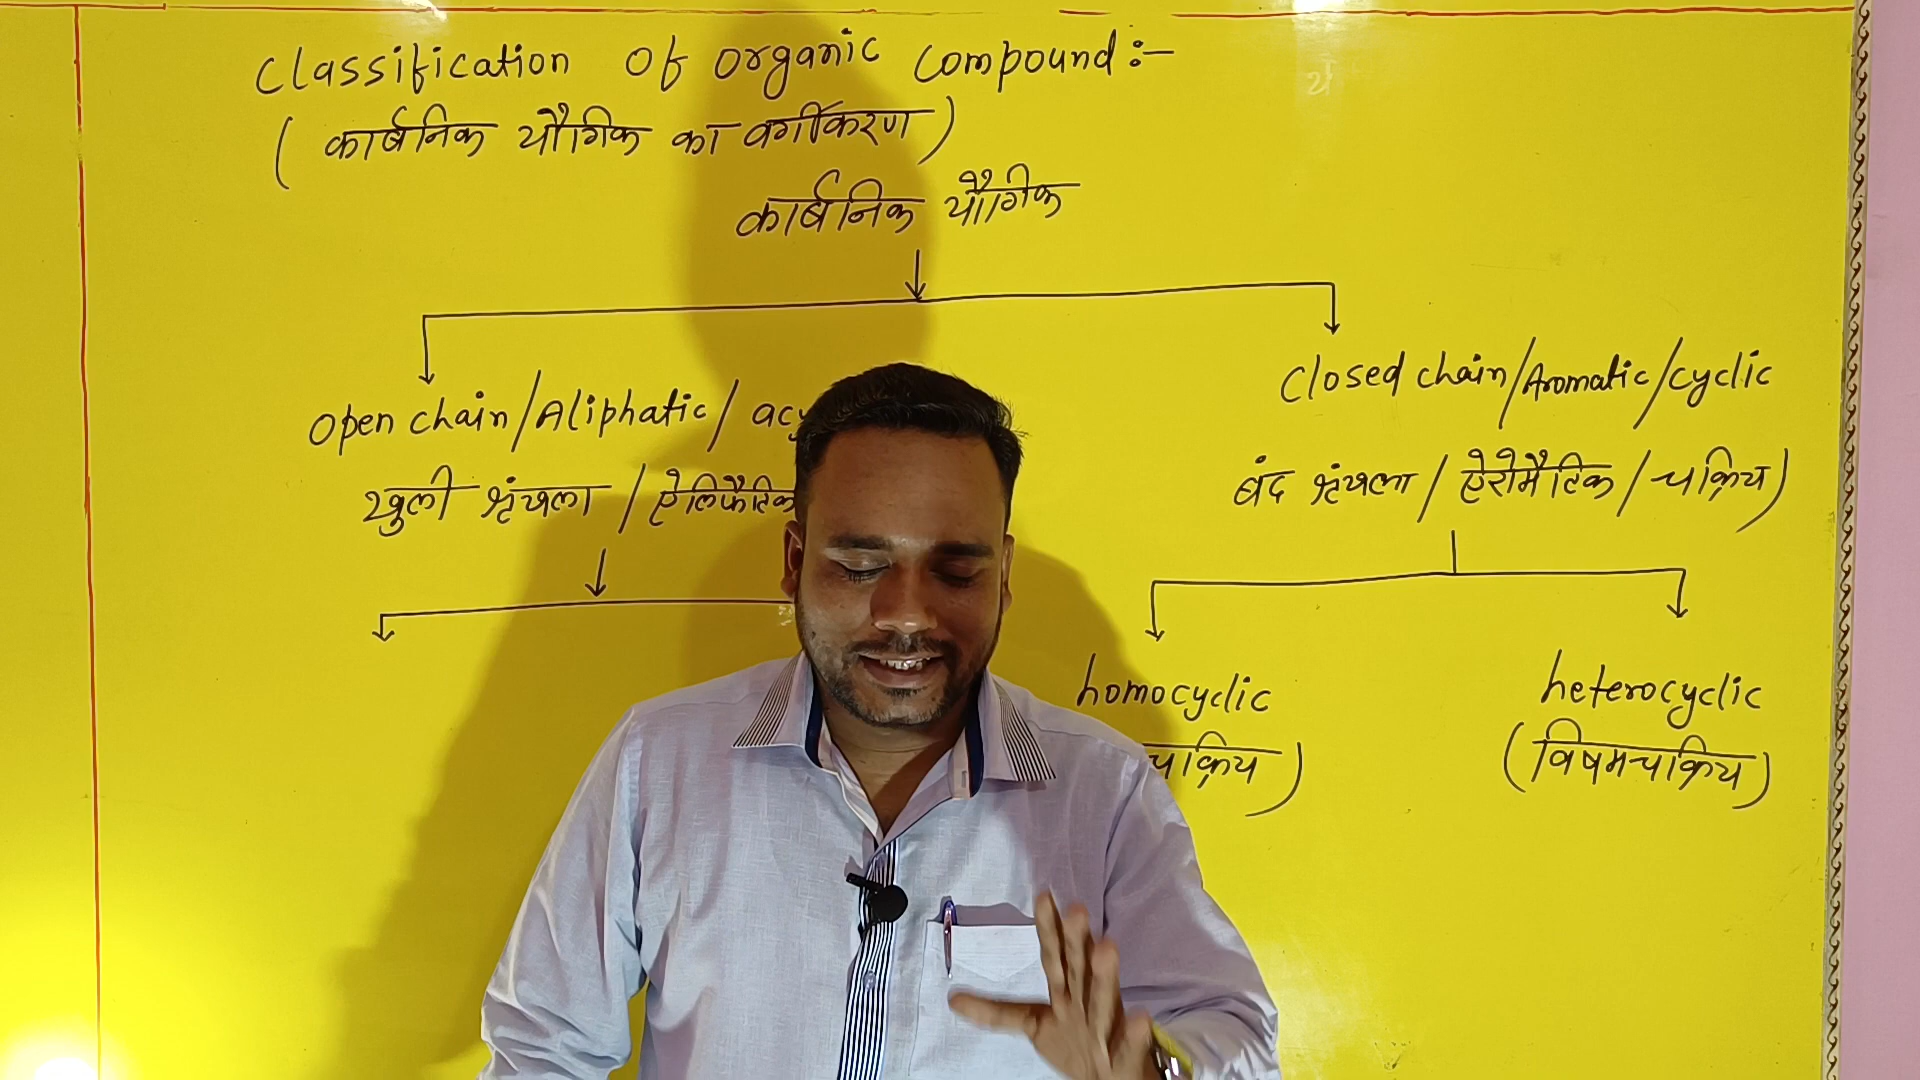 Classification of organic compound:-
(कार्बनिक यौगिक का वर्गीकरण)
कार्बनिक यौगिक
Open chain/Aliphatic/
Closed chain/Aromatic/cyclic
खुली श्रृंखला/ऐलिफैटिक
बंद श्रृंखला/ऐरोमैटिक/चक्रिय)
homocyclic
heterocyclic
चक्रिय)
(विषमचक्रिय)